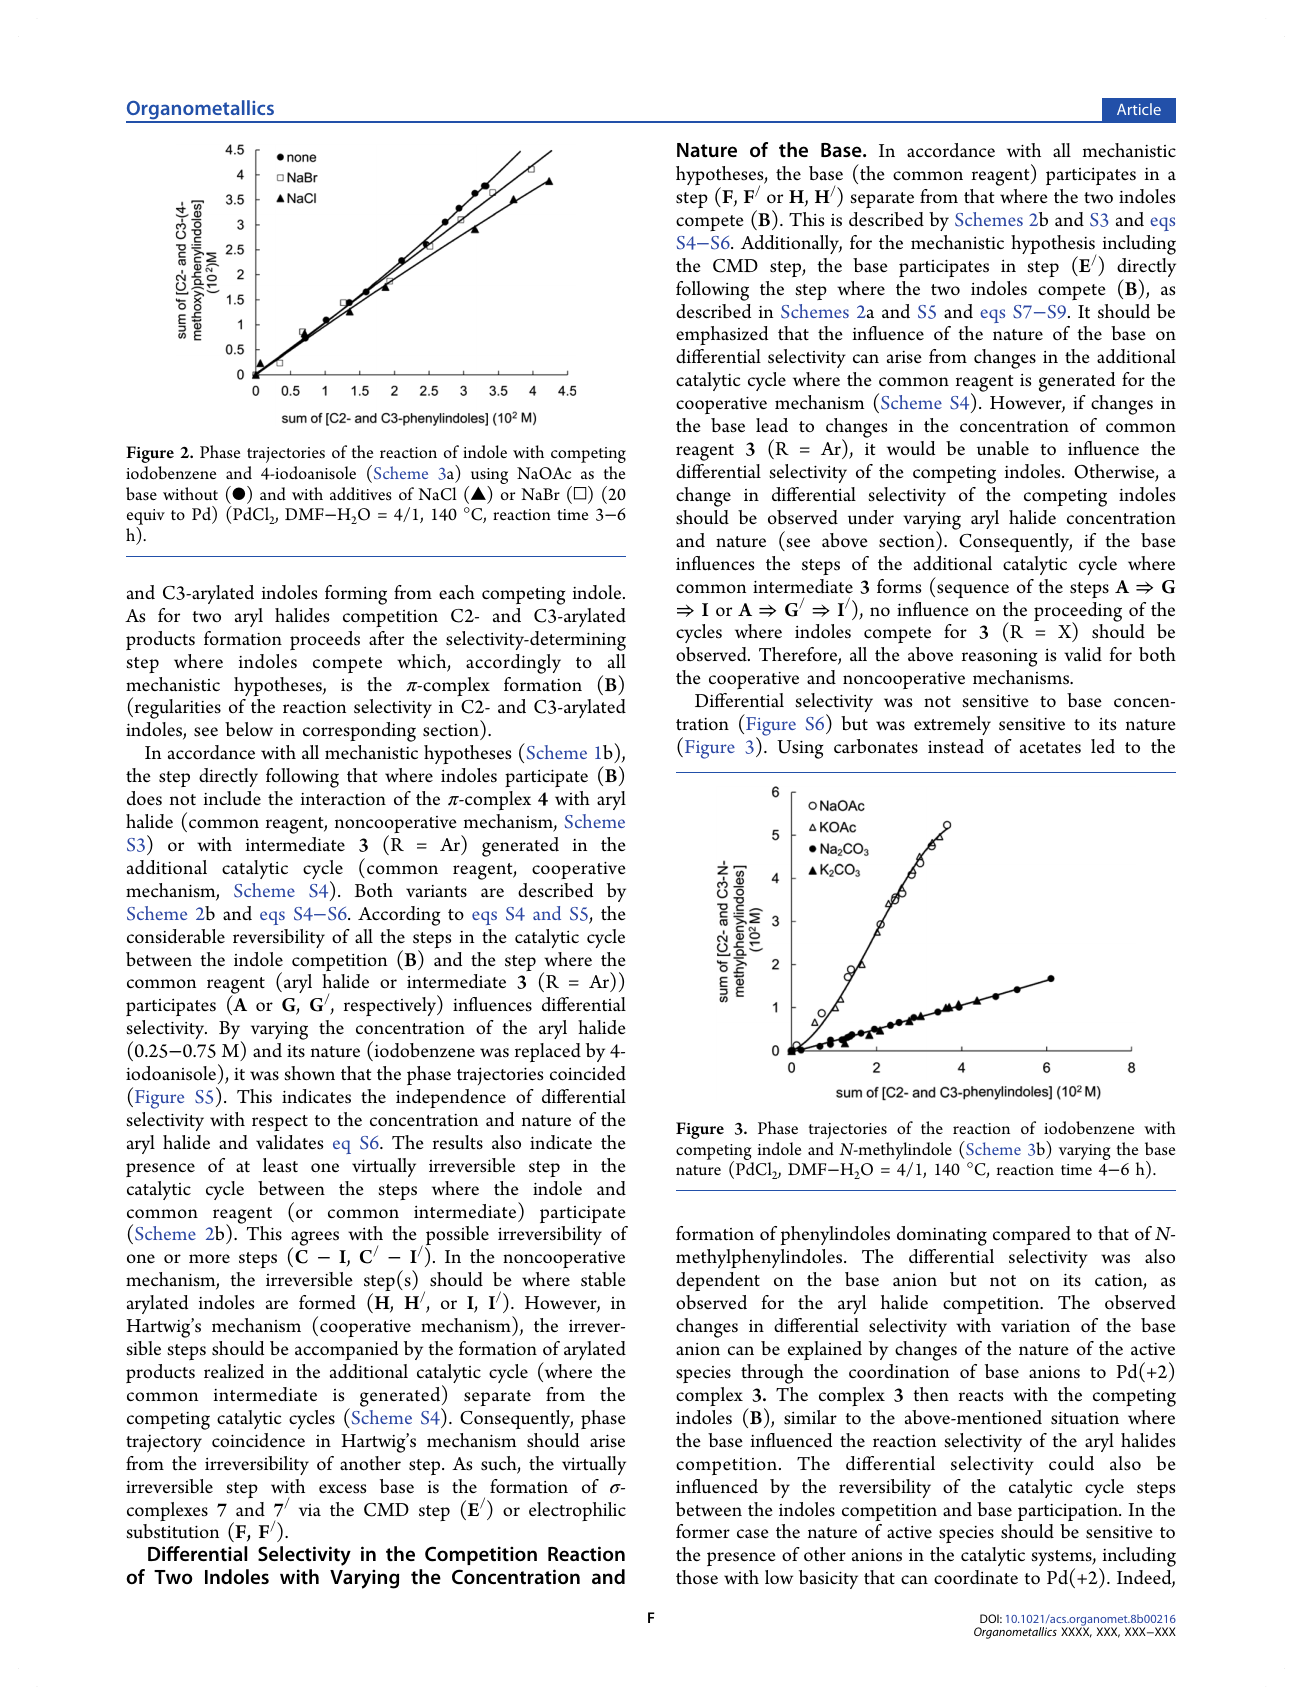 Organometallics
Article
4.5
4
3.5
3
2.5
2
1.5
1
0.5
0
0 0.5 1 1.5 2 2.5 3 3.5 4 4.5
none
NaBr
NaCl
sum of [C2- and C3-(4-
methoxy)phenylindoles]
(10²)M
sum of [C2- and C3-phenylindoles] (10² M)
Figure 2. Phase trajectories of the reaction of indole with competing
iodobenzene and 4-iodoanisole (Scheme 3a) using NaOAc as the
base without (●) and with additives of NaCl (▲) or NaBr (□) (20
equiv to Pd) (PdCl₂, DMF−H₂O = 4/1, 140 °C, reaction time 3−6
h).
and C3-arylated indoles forming from each competing indole.
As for two aryl halides competition C2- and C3-arylated
products formation proceeds after the selectivity-determining
step where indoles compete which, accordingly to all
mechanistic hypotheses, is the π-complex formation (B)
(regularities of the reaction selectivity in C2- and C3-arylated
indoles, see below in corresponding section).
In accordance with all mechanistic hypotheses (Scheme 1b),
the step directly following that where indoles participate (B)
does not include the interaction of the π-complex 4 with aryl
halide (common reagent, noncooperative mechanism, Scheme
S3) or with intermediate 3 (R = Ar) generated in the
additional catalytic cycle (common reagent, cooperative
mechanism, Scheme S4). Both variants are described by
Scheme 2b and eqs S4−S6. According to eqs S4 and S5, the
considerable reversibility of all the steps in the catalytic cycle
between the indole competition (B) and the step where the
common reagent (aryl halide or intermediate 3 (R = Ar))
participates (A or G, G/, respectively) influences differential
selectivity. By varying the concentration of the aryl halide
(0.25−0.75 M) and its nature (iodobenzene was replaced by 4-
iodoanisole), it was shown that the phase trajectories coincided
(Figure S5). This indicates the independence of differential
selectivity with respect to the concentration and nature of the
aryl halide and validates eq S6. The results also indicate the
presence of at least one virtually irreversible step in the
catalytic cycle between the steps where the indole and
common reagent (or common intermediate) participate
(Scheme 2b). This agrees with the possible irreversibility of
one or more steps (C − I, C/ − I/). In the noncooperative
mechanism, the irreversible step(s) should be where stable
arylated indoles are formed (H, H/, or I, I/). However, in
Hartwig's mechanism (cooperative mechanism), the irrever-
sible steps should be accompanied by the formation of arylated
products realized in the additional catalytic cycle (where the
common intermediate is generated) separate from the
competing catalytic cycles (Scheme S4). Consequently, phase
trajectory coincidence in Hartwig's mechanism should arise
from the irreversibility of another step. As such, the virtually
irreversible step with excess base is the formation of σ-
complexes 7 and 7/ via the CMD step (E/) or electrophilic
substitution (F, F/).
Differential Selectivity in the Competition Reaction
of Two Indoles with Varying the Concentration and
Nature of the Base. In accordance with all mechanistic
hypotheses, the base (the common reagent) participates in a
step (F, F/ or H, H/) separate from that where the two indoles
compete (B). This is described by Schemes 2b and S3 and eqs
S4−S6. Additionally, for the mechanistic hypothesis including
the CMD step, the base participates in step (E/) directly
following the step where the two indoles compete (B), as
described in Schemes 2a and S5 and eqs S7−S9. It should be
emphasized that the influence of the nature of the base on
differential selectivity can arise from changes in the additional
catalytic cycle where the common reagent is generated for the
cooperative mechanism (Scheme S4). However, if changes in
the base lead to changes in the concentration of common
reagent 3 (R = Ar), it would be unable to influence the
differential selectivity of the competing indoles. Otherwise, a
change in differential selectivity of the competing indoles
should be observed under varying aryl halide concentration
and nature (see above section). Consequently, if the base
influences the steps of the additional catalytic cycle where
common intermediate 3 forms (sequence of the steps A ⇒ G
⇒ I or A ⇒ G/ ⇒ I/), no influence on the proceeding of the
cycles where indoles compete for 3 (R = X) should be
observed. Therefore, all the above reasoning is valid for both
the cooperative and noncooperative mechanisms.
Differential selectivity was not sensitive to base concen-
tration (Figure S6) but was extremely sensitive to its nature
(Figure 3). Using carbonates instead of acetates led to the
6
5
4
3
2
1
0
0 2 4 6 8
NaOAc
KOAc
Na₂CO₃
K₂CO₃
sum of [C2- and C3-N-
methylphenylindoles]
(10² M)
sum of [C2- and C3-phenylindoles] (10² M)
Figure 3. Phase trajectories of the reaction of iodobenzene with
competing indole and N-methylindole (Scheme 3b) varying the base
nature (PdCl₂, DMF−H₂O = 4/1, 140 °C, reaction time 4−6 h).
formation of phenylindoles dominating compared to that of N-
methylphenylindoles. The differential selectivity was also
dependent on the base anion but not on its cation, as
observed for the aryl halide competition. The observed
changes in differential selectivity with variation of the base
anion can be explained by changes of the nature of the active
species through the coordination of base anions to Pd(+2)
complex 3. The complex 3 then reacts with the competing
indoles (B), similar to the above-mentioned situation where
the base influenced the reaction selectivity of the aryl halides
competition. The differential selectivity could also be
influenced by the reversibility of the catalytic cycle steps
between the indoles competition and base participation. In the
former case the nature of active species should be sensitive to
the presence of other anions in the catalytic systems, including
those with low basicity that can coordinate to Pd(+2). Indeed,
F
DOI: 10.1021/acs.organomet.8b00216
Organometallics XXXX, XXX, XXX−XXX